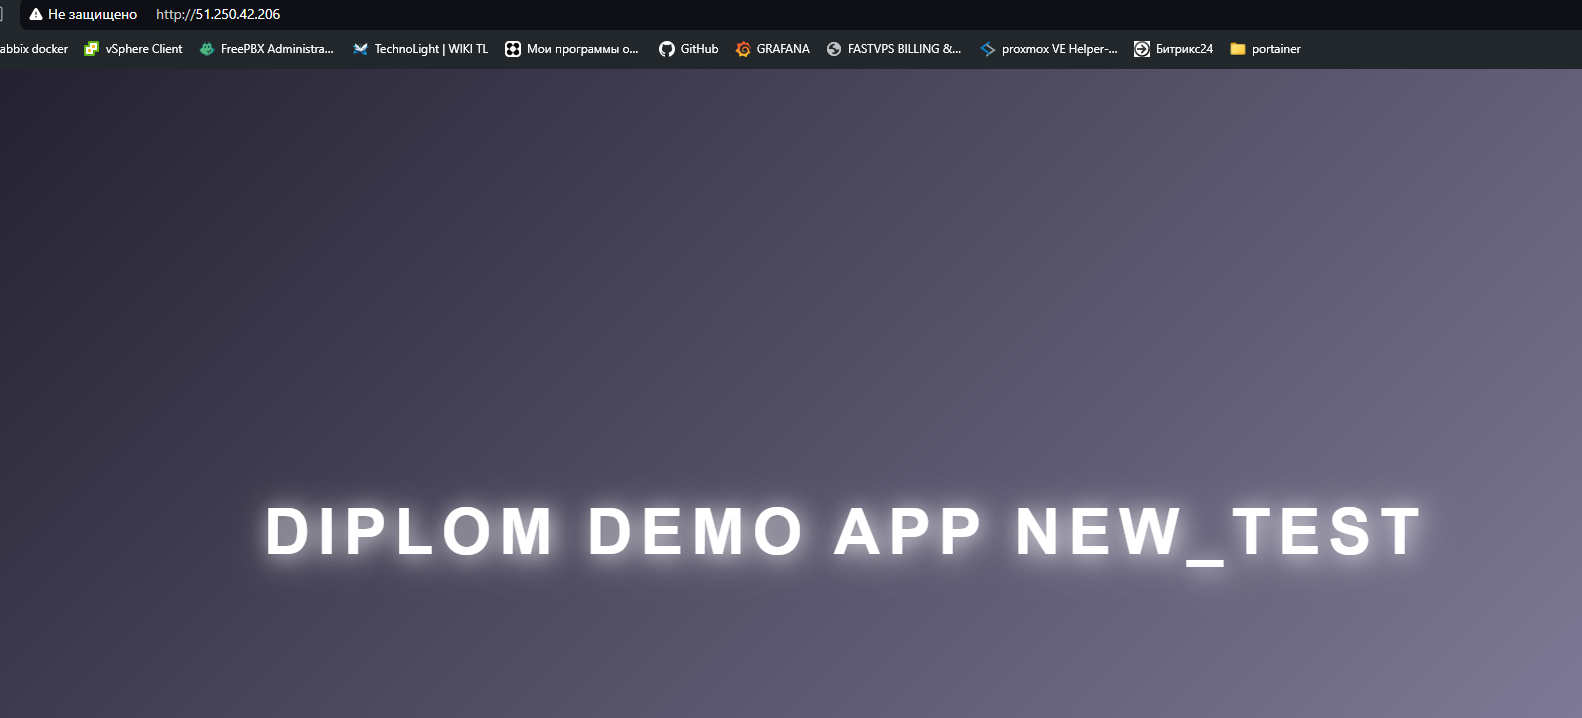 Не защищено http://51.250.42.206
abbix docker vSphere Client FreePBX Administra... TechnoLight | WIKI TL Мои программы о... GitHub GRAFANA FASTVPS BILLING &... proxmox VE Helper-... Битрикс24 portainer
DIPLOM DEMO APP NEW_TEST